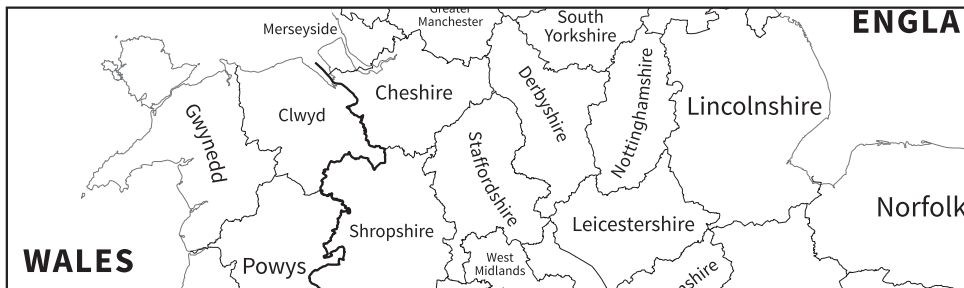 ENGLA
Greater
Manchester
South
Yorkshire
Merseyside
Cheshire
Derbyshire
Nottinghamshire
Lincolnshire
Clwyd
Gwynedd
Staffordshire
Norfolk
Leicestershire
Shropshire
WALES
Powys
West
Midlands
shire